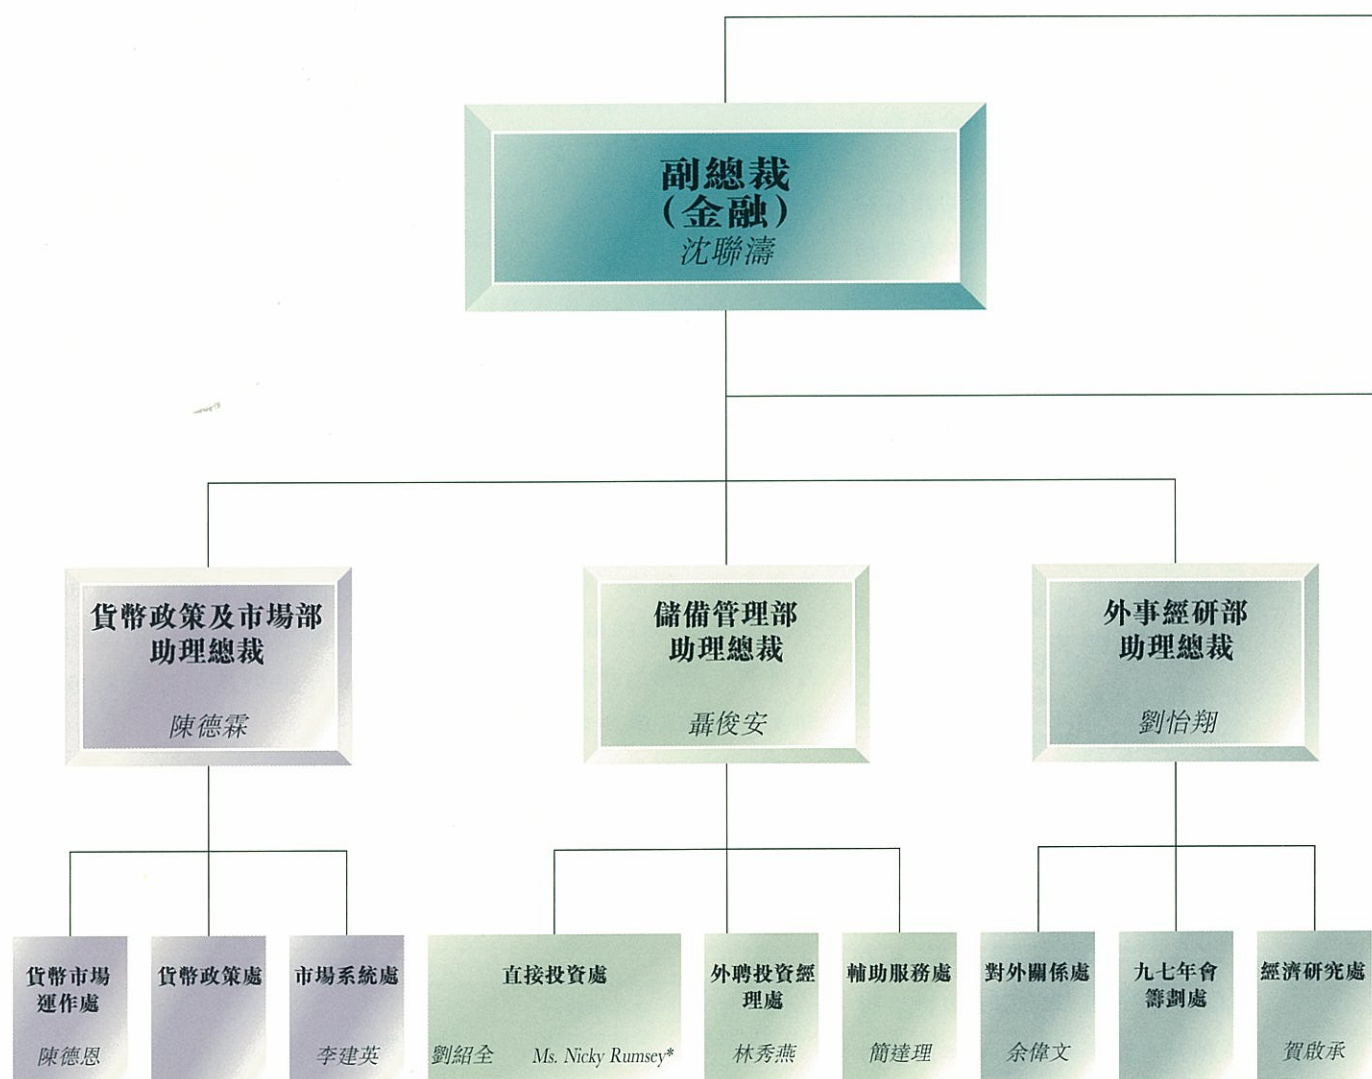 副總裁
(金融)
沈聯濤
貨幣政策及市場部
助理總裁
陳德霖
儲備管理部
助理總裁
聶俊安
外事經研部
助理總裁
劉怡翔
貨幣市場
運作處
陳德恩
貨幣政策處
市場系統處
李建英
直接投資處
劉紹全 Ms. Nicky Rumsey*
外聘投資經
理處
林秀燕
輔助服務處
簡達理
對外關係處
余偉文
九七年會
籌劃處
經濟研究處
賀啟承